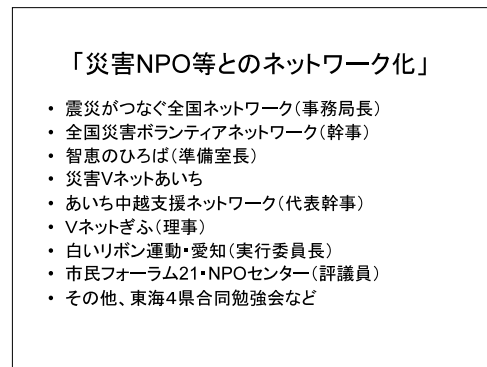 「災害NPO等とのネットワーク化」
・ 震災がつなぐ全国ネットワーク(事務局長)
・ 全国災害ボランティアネットワーク(幹事)
・ 智恵のひろば(準備室長)
・ 災害Vネットあいち
・ あいち中越支援ネットワーク(代表幹事)
・ Vネットぎふ(理事)
・ 白いリボン運動・愛知(実行委員長)
・ 市民フォーラム21・NPOセンター(評議員)
・ その他、東海4県合同勉強会など